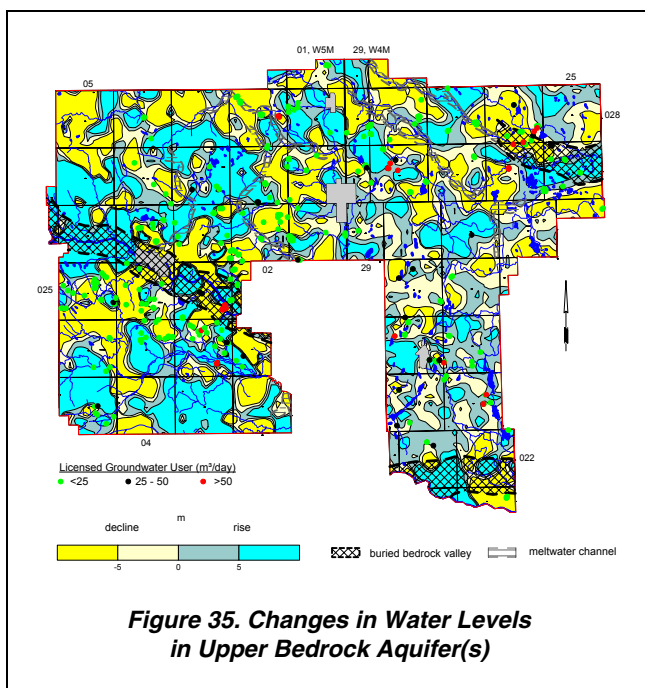 01, W5M 29, W4M
05
25
028
02
29
025
04
022
Licensed Groundwater User (m³/day)
<25 25 - 50 >50
m
decline rise
-5 0 5
buried bedrock valley meltwater channel
Figure 35. Changes in Water Levels
in Upper Bedrock Aquifer(s)